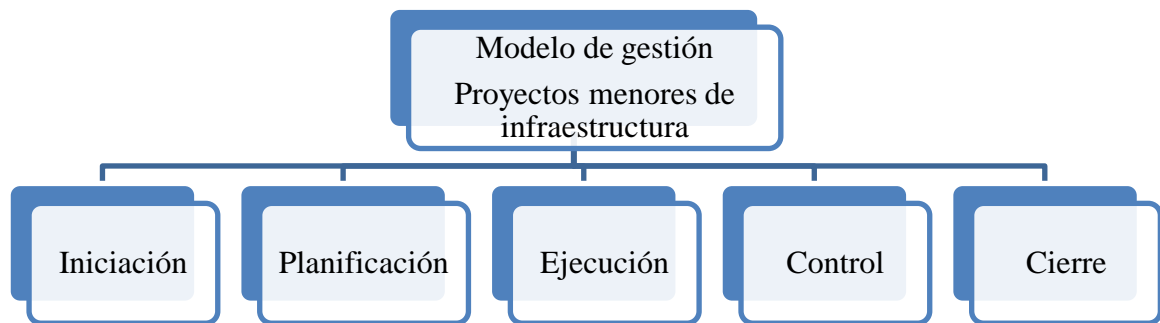 Modelo de gestión
Proyectos menores de
infraestructura
Iniciación
Planificación
Ejecución
Control
Cierre